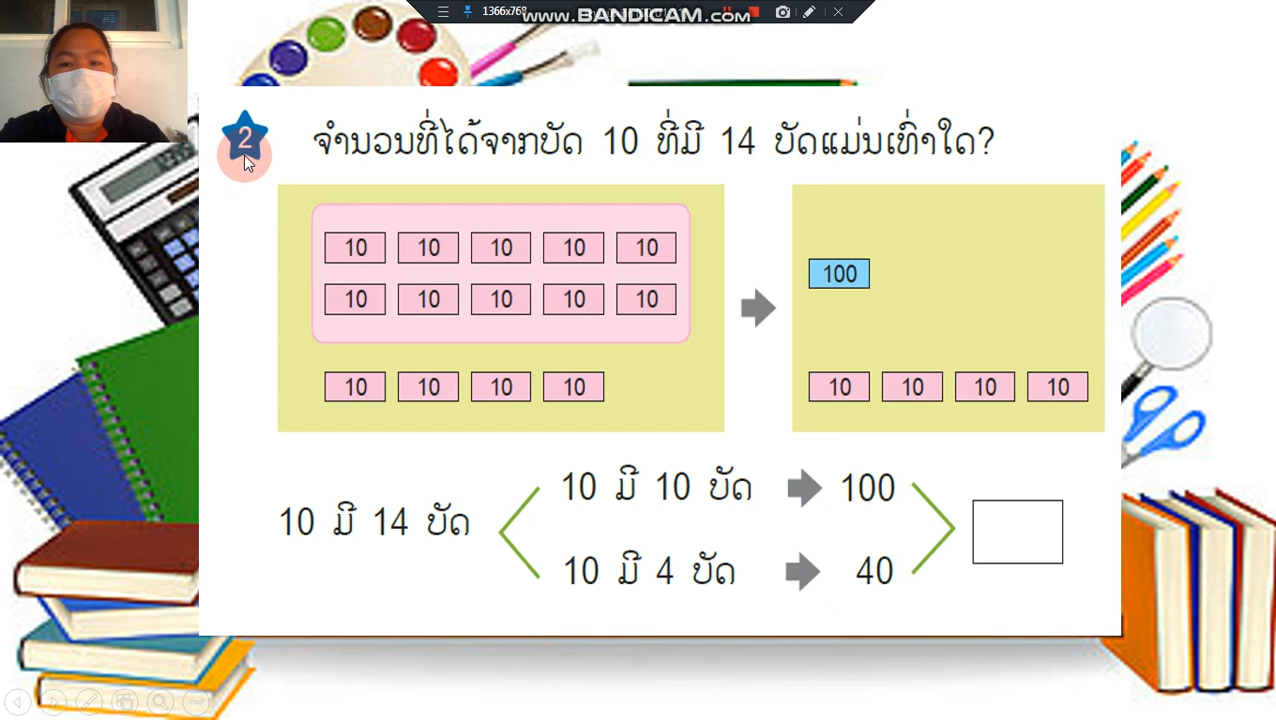 1366x768
www.BANDICAM.com
2 ຈຳນວນທີ່ໄດ້ຈາກບັດ 10 ທີ່ມີ 14 ບັດແມ່ນເທົ່າໃດ?
10 10 10 10 10
10 10 10 10 10
10 10 10 10
100
10 10 10 10
10 ມີ 14 ບັດ
10 ມີ 10 ບັດ 100
10 ມີ 4 ບັດ 40